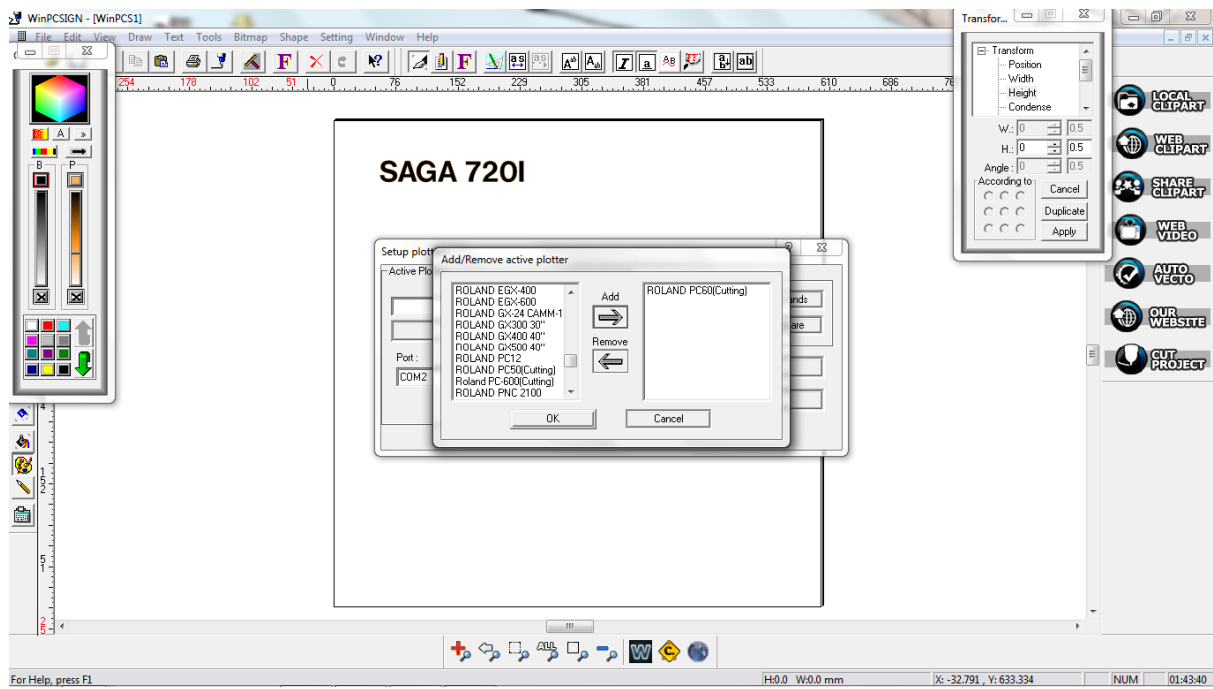 WinPCSIGN - [WinPCS1]
File Edit View Draw Text Tools Bitmap Shape Setting Window Help
254 178 102 51 0 76 152 229 305 381 457 533 610 686
SAGA 720I
Setup plott
Active Plo
Port :
COM2
Add/Remove active plotter
ROLAND EGX-400
ROLAND EGX-600
ROLAND GX-24 CAMM-1
ROLAND GX300 30"
ROLAND GX400 40"
ROLAND GX500 40"
ROLAND PC12
ROLAND PC50(Cutting)
Roland PC-600(Cutting)
ROLAND PNC 2100
Add
Remove
ROLAND PC60(Cutting)
OK
Cancel
ands
are
Transfor...
Transform
Position
Width
Height
Condense
W.: 0 0.5
H.: 0 0.5
Angle : 0 0.5
According to
Cancel
Duplicate
Apply
LOCAL
CLIPART
WEB
CLIPART
SHARE
CLIPART
WEB
VIDEO
AUTO
VECTO
OUR
WEBSITE
CUT
PROJECT
B P
For Help, press F1
H:0.0 W:0.0 mm
X: -32.791 , Y: 633.334
NUM
01:43:40